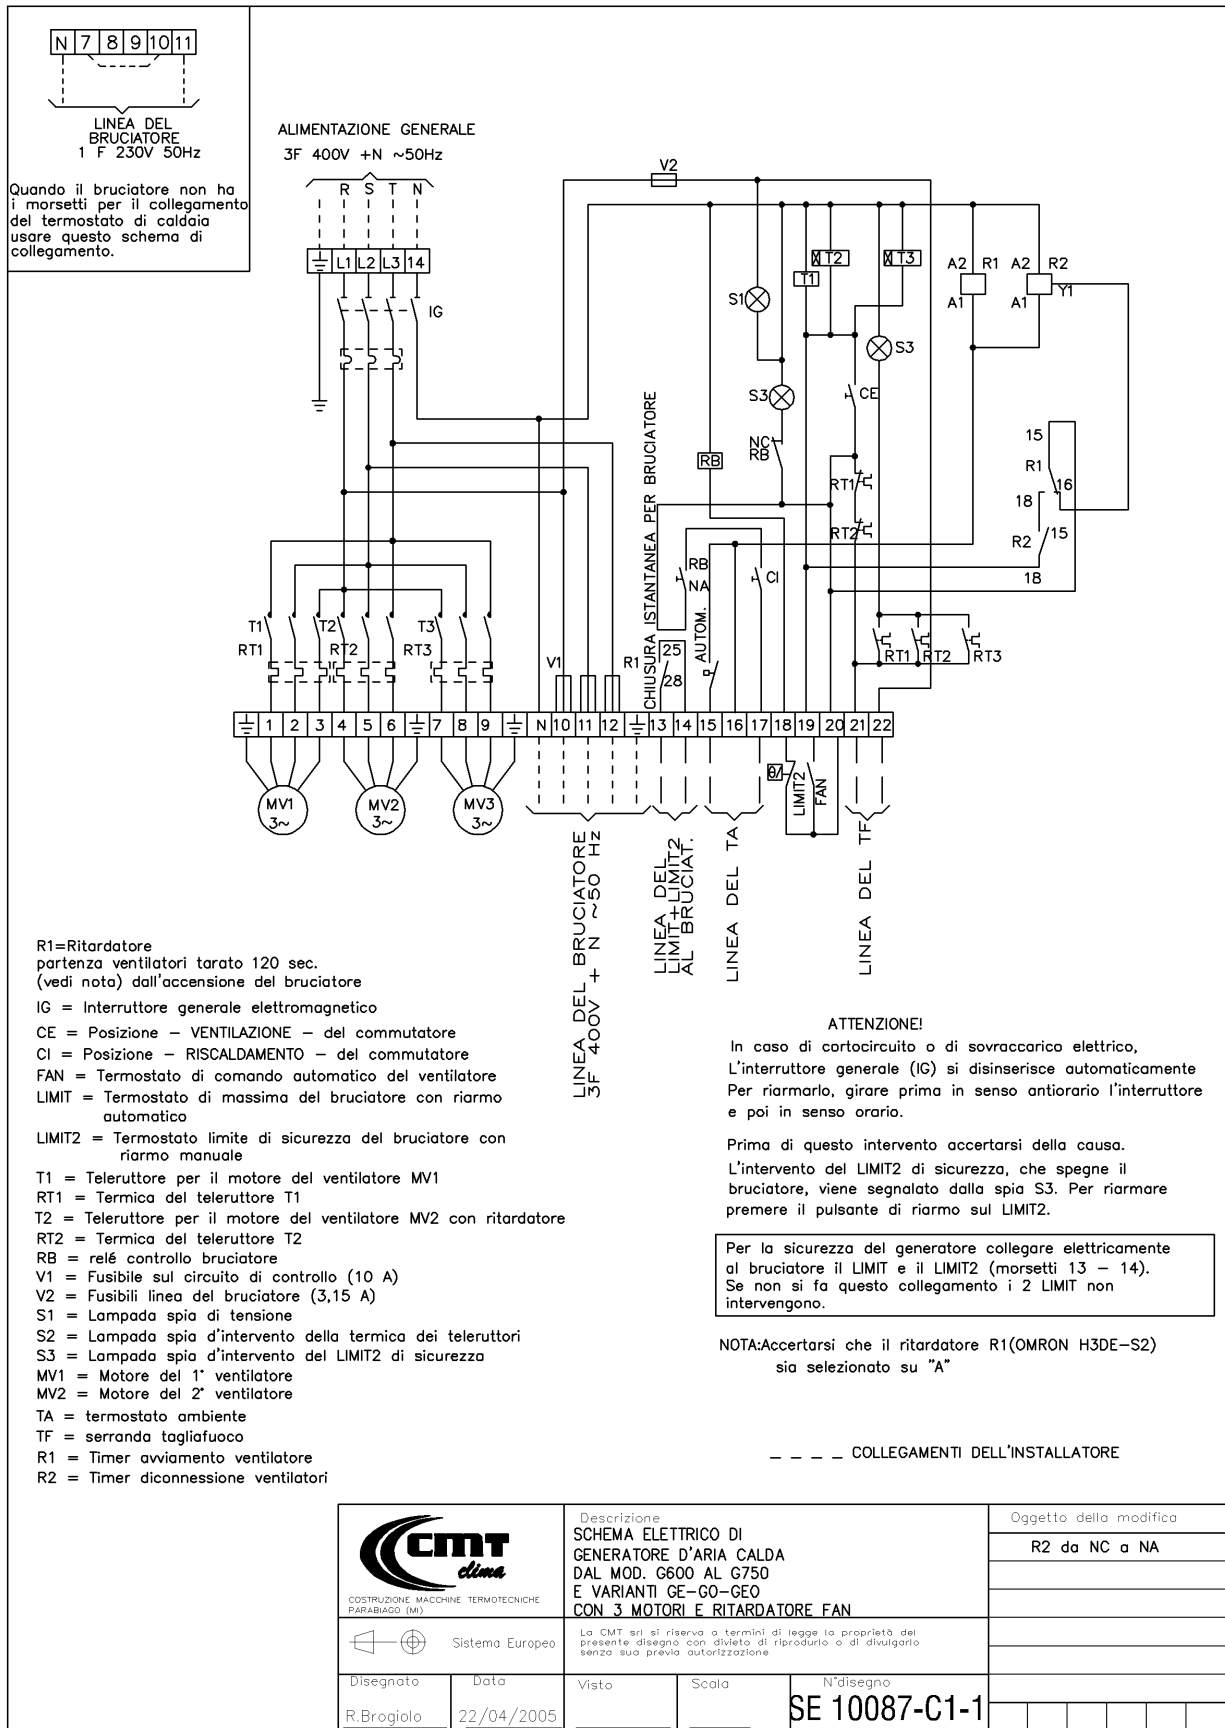 N 7 8 9 10 11
LINEA DEL
BRUCIATORE
1 F 230V 50Hz
Quando il bruciatore non ha
i morsetti per il collegamento
del termostato di caldaia
usare questo schema di
collegamento.
ALIMENTAZIONE GENERALE
3F 400V +N ~50Hz
R S T N
L1 L2 L3 14
IG
V2
S1
T1
T2
T3
A2 R1
A1
A2 R2
A1
Y1
S3
S3
CE
NC
RB
RB
RT1
RT2
15
R1
16
18
R2
15
18
CHIUSURA ISTANTANEA PER BRUCIATORE
RB
NA
CI
AUTOM.
T1
RT1
T2
RT2
T3
RT3
V1
R1
25
28
RT1 RT2 RT3
1 2 3 4 5 6 7 8 9 N 10 11 12 13 14 15 16 17 18 19 20 21 22
MV1
3~
MV2
3~
MV3
3~
θ/
LIMIT2
FAN
LINEA DEL BRUCIATORE
3F 400V + N ~50 HZ
LINEA DEL
LIMIT+LIMIT2
AL BRUCIAT.
LINEA DEL TA
LINEA DEL TF
R1=Ritardatore
partenza ventilatori tarato 120 sec.
(vedi nota) dall'accensione del bruciatore
IG = Interruttore generale elettromagnetico
CE = Posizione – VENTILAZIONE – del commutatore
CI = Posizione – RISCALDAMENTO – del commutatore
FAN = Termostato di comando automatico del ventilatore
LIMIT = Termostato di massima del bruciatore con riarmo
automatico
LIMIT2 = Termostato limite di sicurezza del bruciatore con
riarmo manuale
T1 = Teleruttore per il motore del ventilatore MV1
RT1 = Termica del teleruttore T1
T2 = Teleruttore per il motore del ventilatore MV2 con ritardatore
RT2 = Termica del teleruttore T2
RB = relé controllo bruciatore
V1 = Fusibile sul circuito di controllo (10 A)
V2 = Fusibili linea del bruciatore (3,15 A)
S1 = Lampada spia di tensione
S2 = Lampada spia d'intervento della termica dei teleruttori
S3 = Lampada spia d'intervento del LIMIT2 di sicurezza
MV1 = Motore del 1° ventilatore
MV2 = Motore del 2° ventilatore
TA = termostato ambiente
TF = serranda tagliafuoco
R1 = Timer avviamento ventilatore
R2 = Timer diconnessione ventilatori
ATTENZIONE!
In caso di cortocircuito o di sovraccarico elettrico,
L'interruttore generale (IG) si disinserisce automaticamente
Per riarmarlo, girare prima in senso antiorario l'interruttore
e poi in senso orario.
Prima di questo intervento accertarsi della causa.
L'intervento del LIMIT2 di sicurezza, che spegne il
bruciatore, viene segnalato dalla spia S3. Per riarmare
premere il pulsante di riarmo sul LIMIT2.
Per la sicurezza del generatore collegare elettricamente
al bruciatore il LIMIT e il LIMIT2 (morsetti 13 – 14).
Se non si fa questo collegamento i 2 LIMIT non
intervengono.
NOTA:Accertarsi che il ritardatore R1(OMRON H3DE–S2)
sia selezionato su "A"
_ _ _ _ COLLEGAMENTI DELL'INSTALLATORE
CMT
clima
COSTRUZIONE MACCHINE TERMOTECNICHE
PARABIAGO (MI)
Descrizione
SCHEMA ELETTRICO DI
GENERATORE D'ARIA CALDA
DAL MOD. G600 AL G750
E VARIANTI GE–GO–GEO
CON 3 MOTORI E RITARDATORE FAN
Oggetto della modifica
R2 da NC a NA
Sistema Europeo
La CMT srl si riserva a termini di legge la proprietà del
presente disegno con divieto di riprodurlo o di divulgarlo
senza sua previa autorizzazione
Disegnato
R.Brogiolo
Data
22/04/2005
Visto
Scala
N°disegno
SE 10087-C1-1